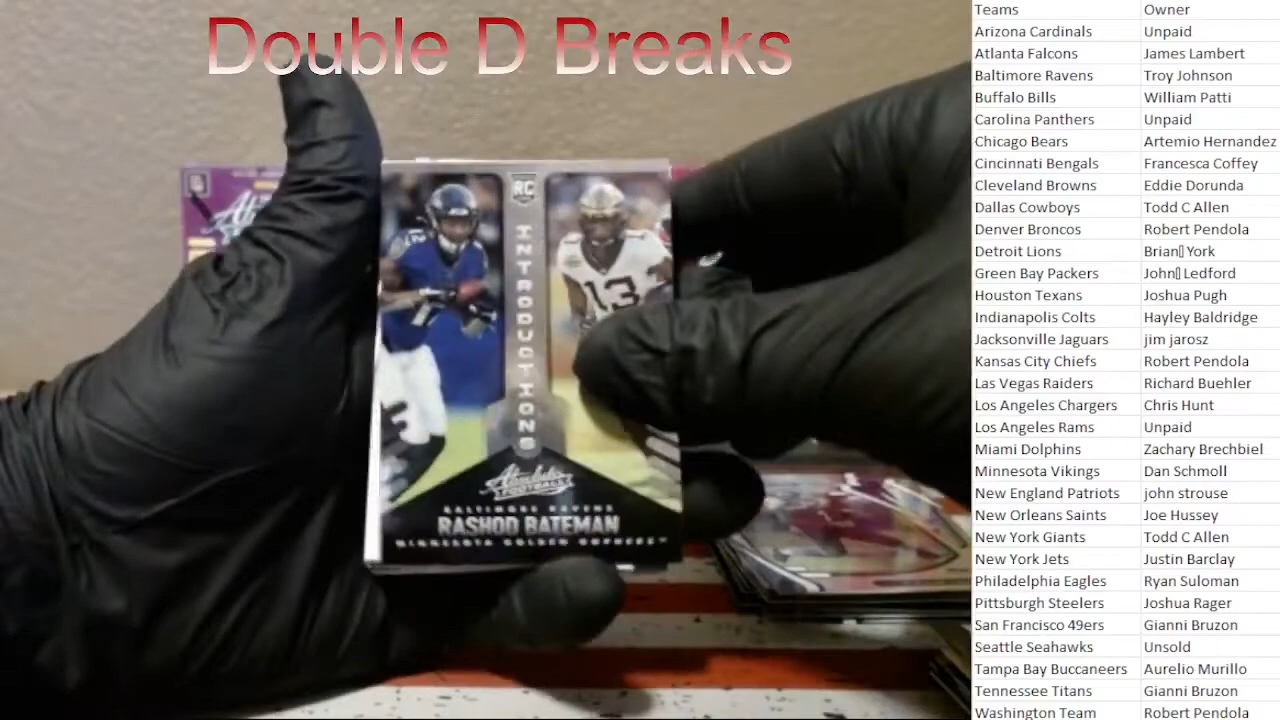 Double D Breaks
RC
INTRODUCTIONS
13
12
Absolute
FOOTBALL
BALTIMORE RAVENS
RASHOD BATEMAN
MINNESOTA GOLDEN GOPHERS™
Teams Owner
Arizona Cardinals Unpaid
Atlanta Falcons James Lambert
Baltimore Ravens Troy Johnson
Buffalo Bills William Patti
Carolina Panthers Unpaid
Chicago Bears Artemio Hernandez
Cincinnati Bengals Francesca Coffey
Cleveland Browns Eddie Dorunda
Dallas Cowboys Todd C Allen
Denver Broncos Robert Pendola
Detroit Lions Brian▯York
Green Bay Packers John▯Ledford
Houston Texans Joshua Pugh
Indianapolis Colts Hayley Baldridge
Jacksonville Jaguars jim jarosz
Kansas City Chiefs Robert Pendola
Las Vegas Raiders Richard Buehler
Los Angeles Chargers Chris Hunt
Los Angeles Rams Unpaid
Miami Dolphins Zachary Brechbiel
Minnesota Vikings Dan Schmoll
New England Patriots john strouse
New Orleans Saints Joe Hussey
New York Giants Todd C Allen
New York Jets Justin Barclay
Philadelphia Eagles Ryan Suloman
Pittsburgh Steelers Joshua Rager
San Francisco 49ers Gianni Bruzon
Seattle Seahawks Unsold
Tampa Bay Buccaneers Aurelio Murillo
Tennessee Titans Gianni Bruzon
Washington Team Robert Pendola